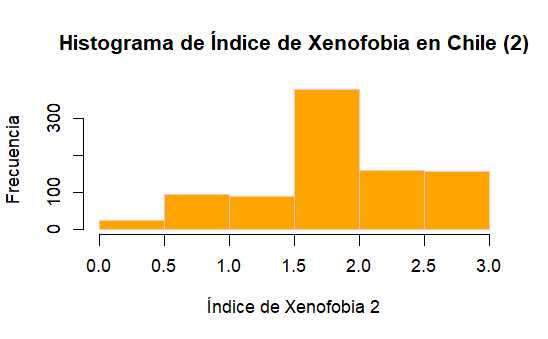 Histograma de Índice de Xenofobia en Chile (2)
Frecuencia
300
100
0
0.0 0.5 1.0 1.5 2.0 2.5 3.0
Índice de Xenofobia 2